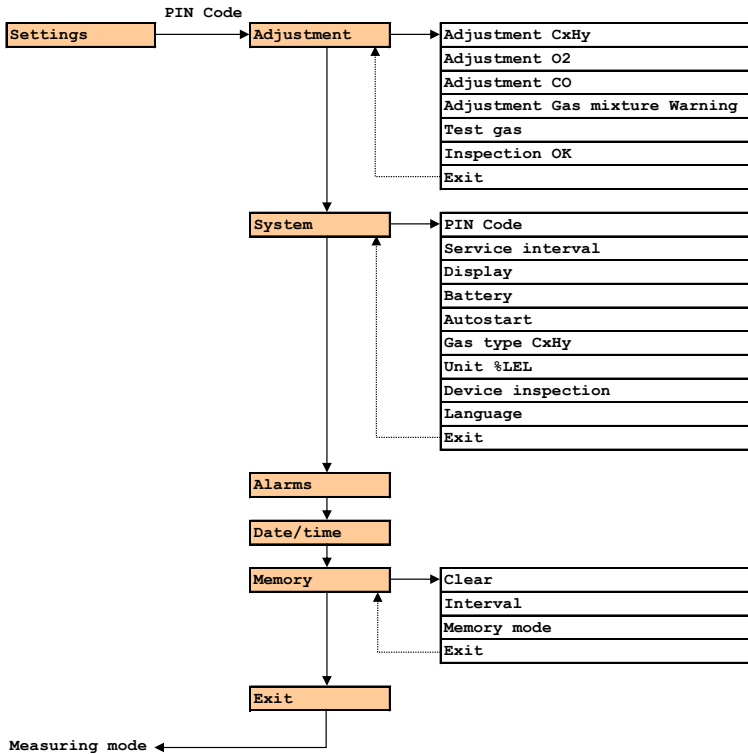 PIN Code
Settings
Adjustment
Adjustment CxHy
Adjustment O2
Adjustment CO
Adjustment Gas mixture Warning
Test gas
Inspection OK
Exit
System
PIN Code
Service interval
Display
Battery
Autostart
Gas type CxHy
Unit %LEL
Device inspection
Language
Exit
Alarms
Date/time
Memory
Clear
Interval
Memory mode
Exit
Exit
Measuring mode